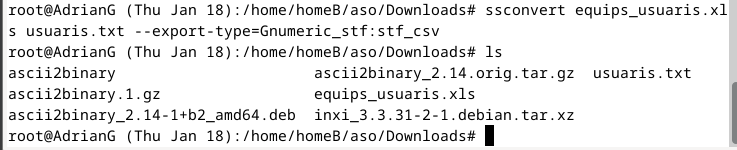 root@AdrianG (Thu Jan 18):/home/homeB/aso/Downloads# ssconvert equips_usuaris.xl
s usuaris.txt --export-type=Gnumeric_stf:stf_csv
root@AdrianG (Thu Jan 18):/home/homeB/aso/Downloads# ls
ascii2binary                     ascii2binary_2.14.orig.tar.gz  usuaris.txt
ascii2binary.1.gz                equips_usuaris.xls
ascii2binary_2.14-1+b2_amd64.deb  inxi_3.3.31-2-1.debian.tar.xz
root@AdrianG (Thu Jan 18):/home/homeB/aso/Downloads#